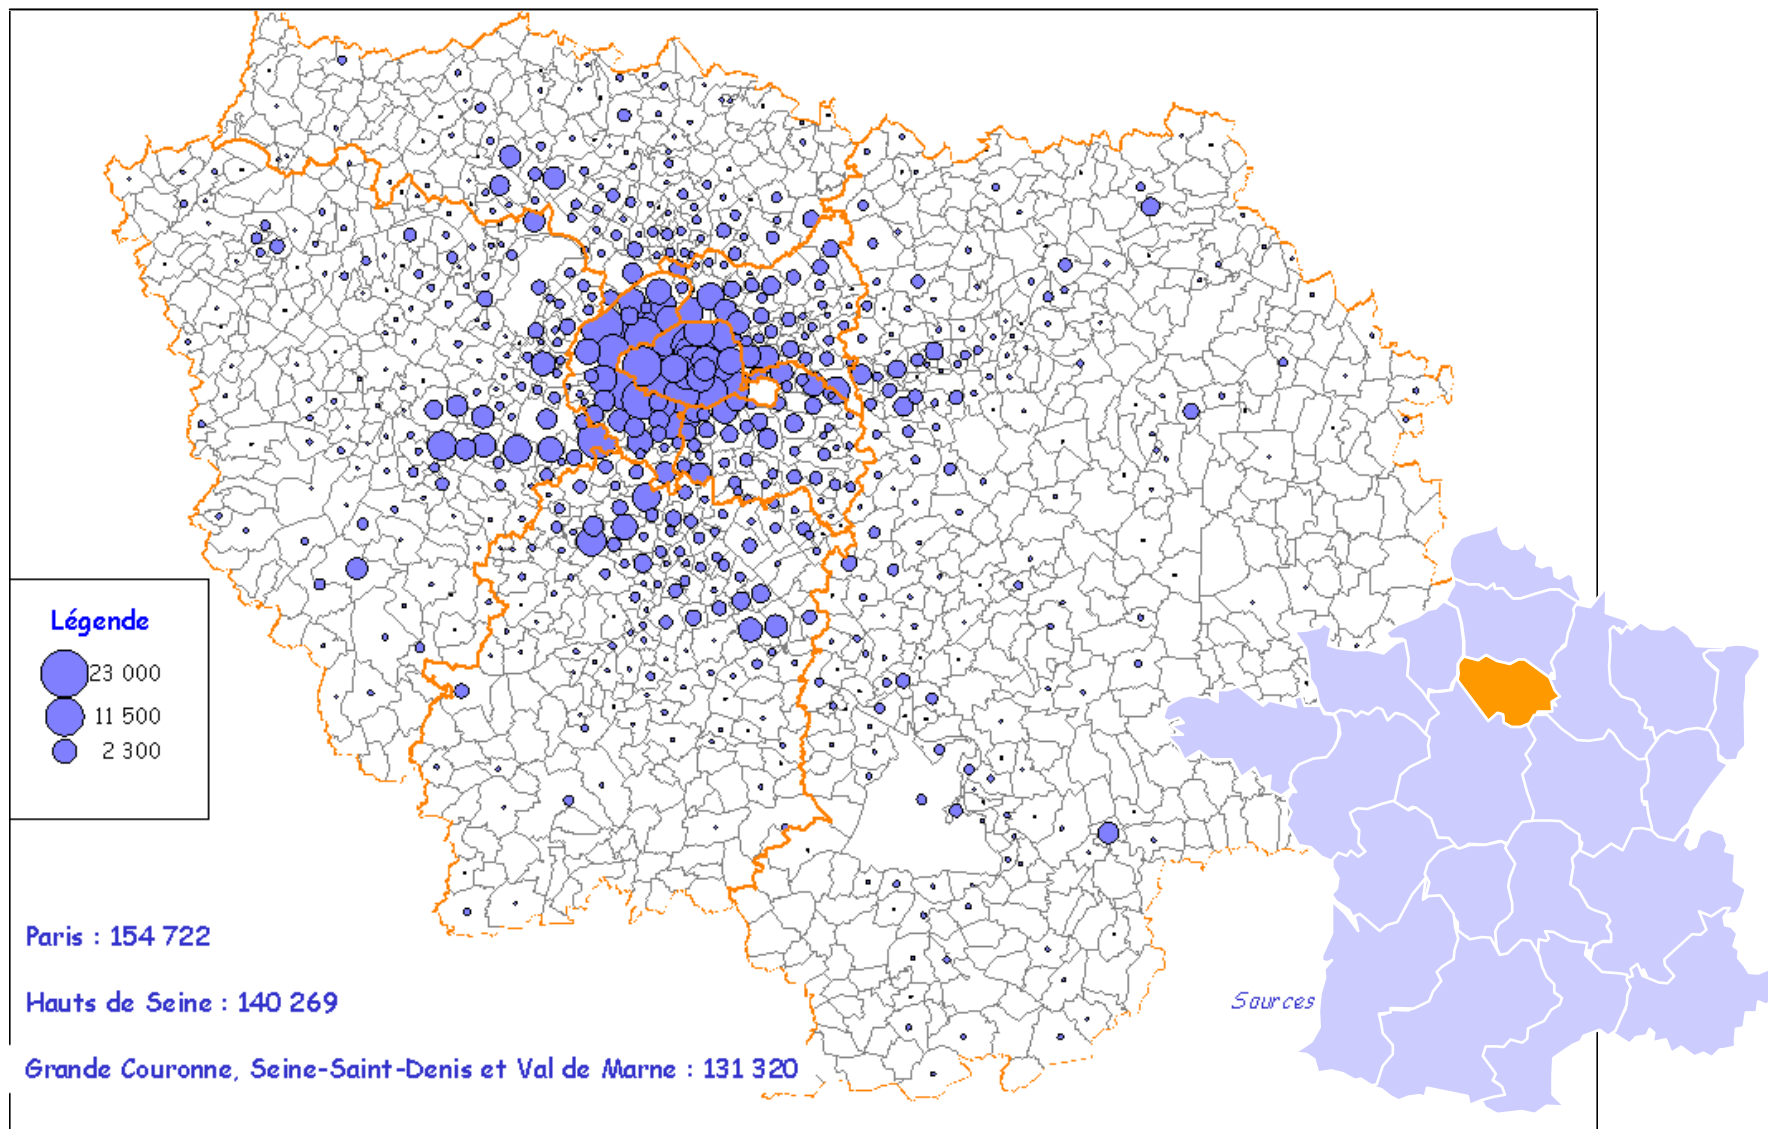 Légende
23 000
11 500
2 300
Paris : 154 722
Hauts de Seine : 140 269
Grande Couronne, Seine-Saint-Denis et Val de Marne : 131 320
Sources